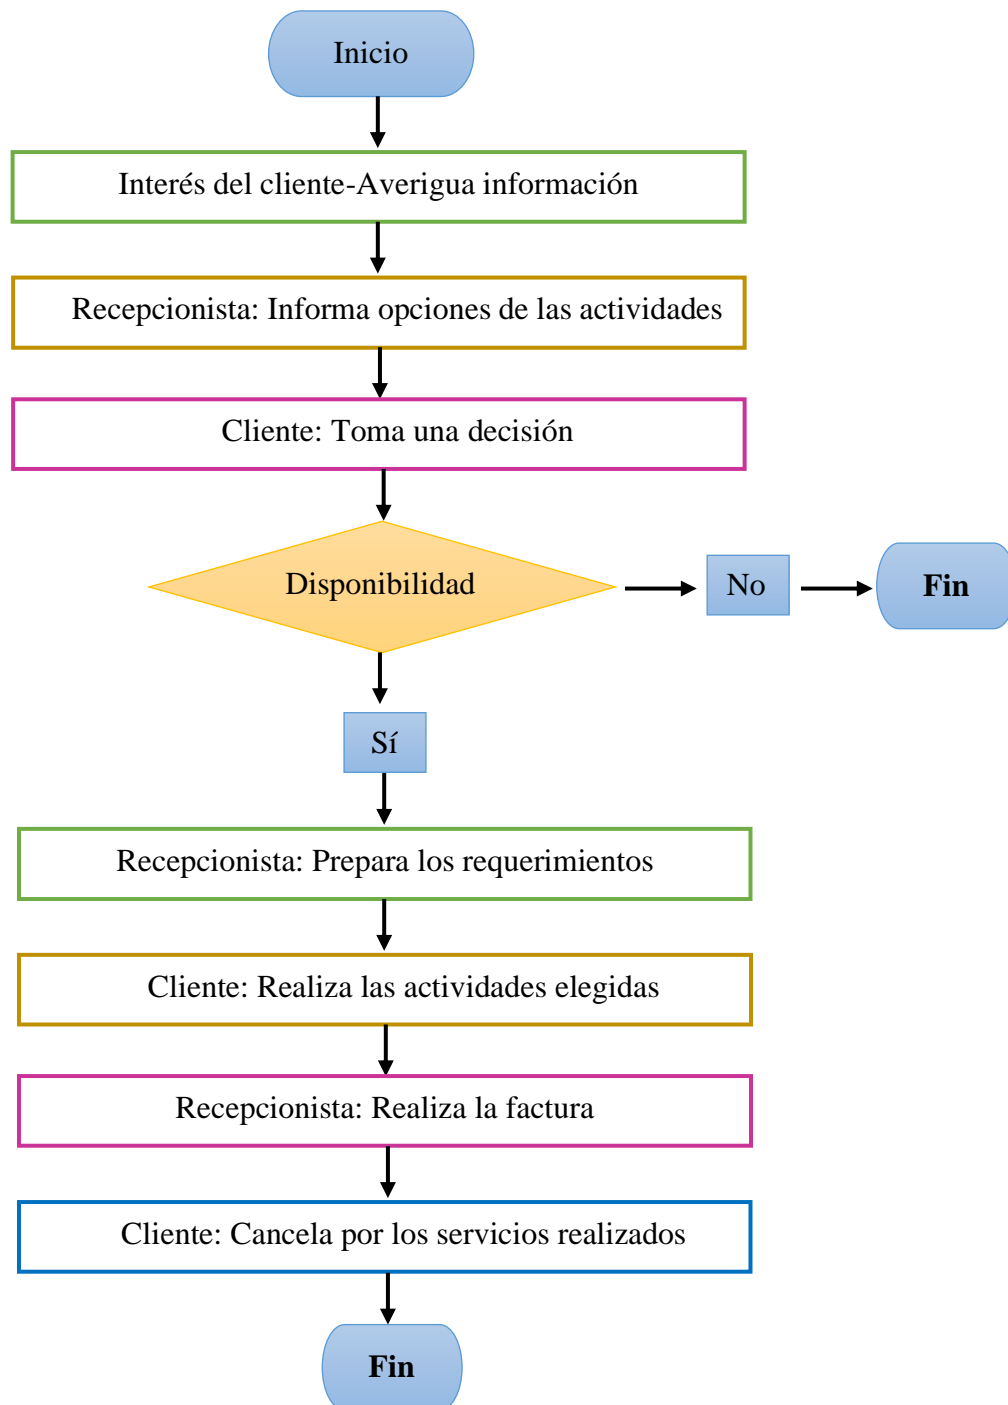 Inicio
Interés del cliente-Averigua información
Recepcionista: Informa opciones de las actividades
Cliente: Toma una decisión
Disponibilidad
No
Fin
Sí
Recepcionista: Prepara los requerimientos
Cliente: Realiza las actividades elegidas
Recepcionista: Realiza la factura
Cliente: Cancela por los servicios realizados
Fin